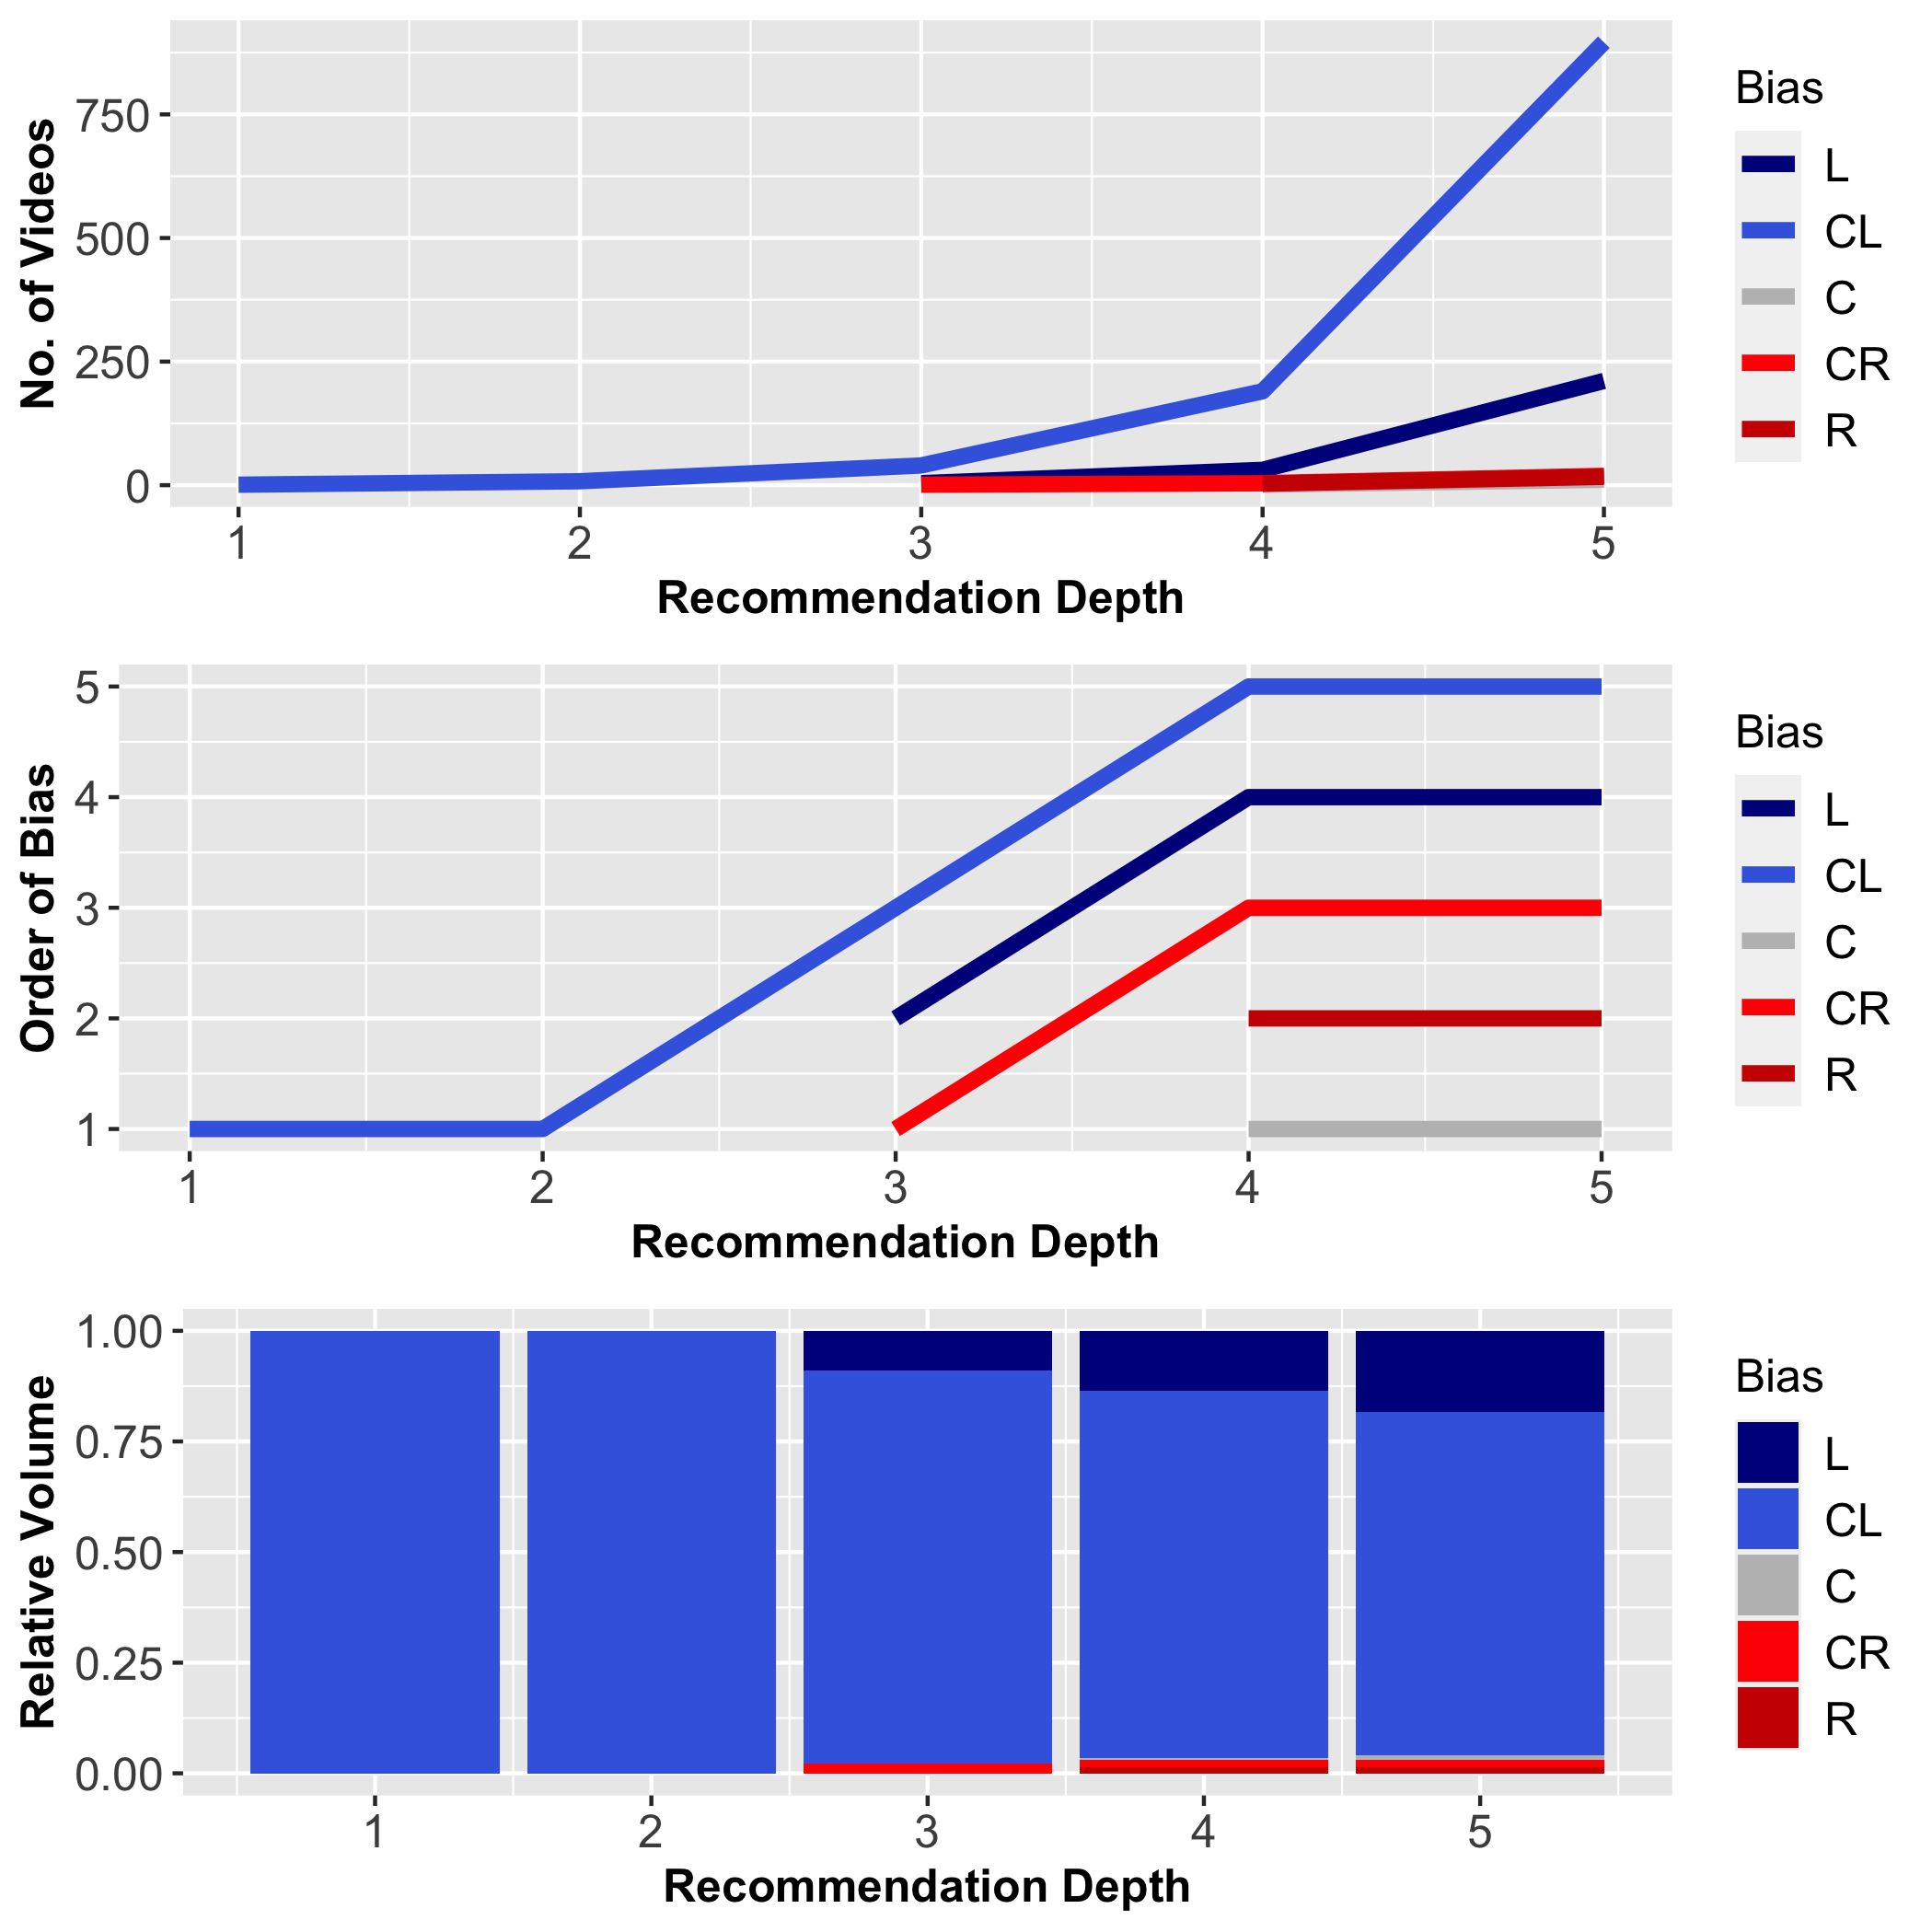 No. of Videos
750
500
250
0
1 2 3 4 5
Recommendation Depth
Bias
L
CL
C
CR
R
Order of Bias
5
4
3
2
1
1 2 3 4 5
Recommendation Depth
Bias
L
CL
C
CR
R
Relative Volume
1.00
0.75
0.50
0.25
0.00
1 2 3 4 5
Recommendation Depth
Bias
L
CL
C
CR
R